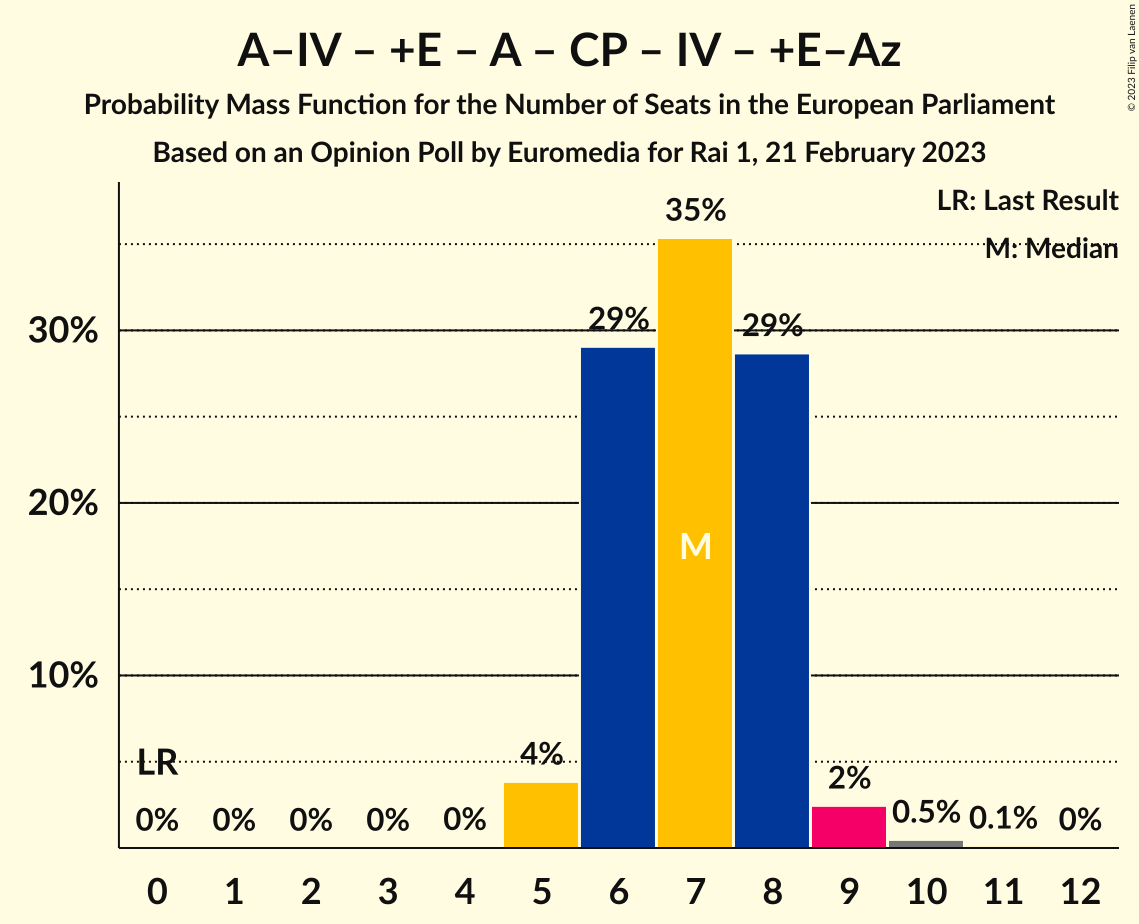 A–IV – +E – A – CP – IV – +E–Az
Probability Mass Function for the Number of Seats in the European Parliament
Based on an Opinion Poll by Euromedia for Rai 1, 21 February 2023
© 2023 Filip van Laenen
LR: Last Result
M: Median
35%
29%
29%
30%
20%
M
10%
LR
4%
2%
0%
0%
0%
0%
0%
0.5%
0.1%
0%
0 1 2 3 4 5 6 7 8 9 10 11 12